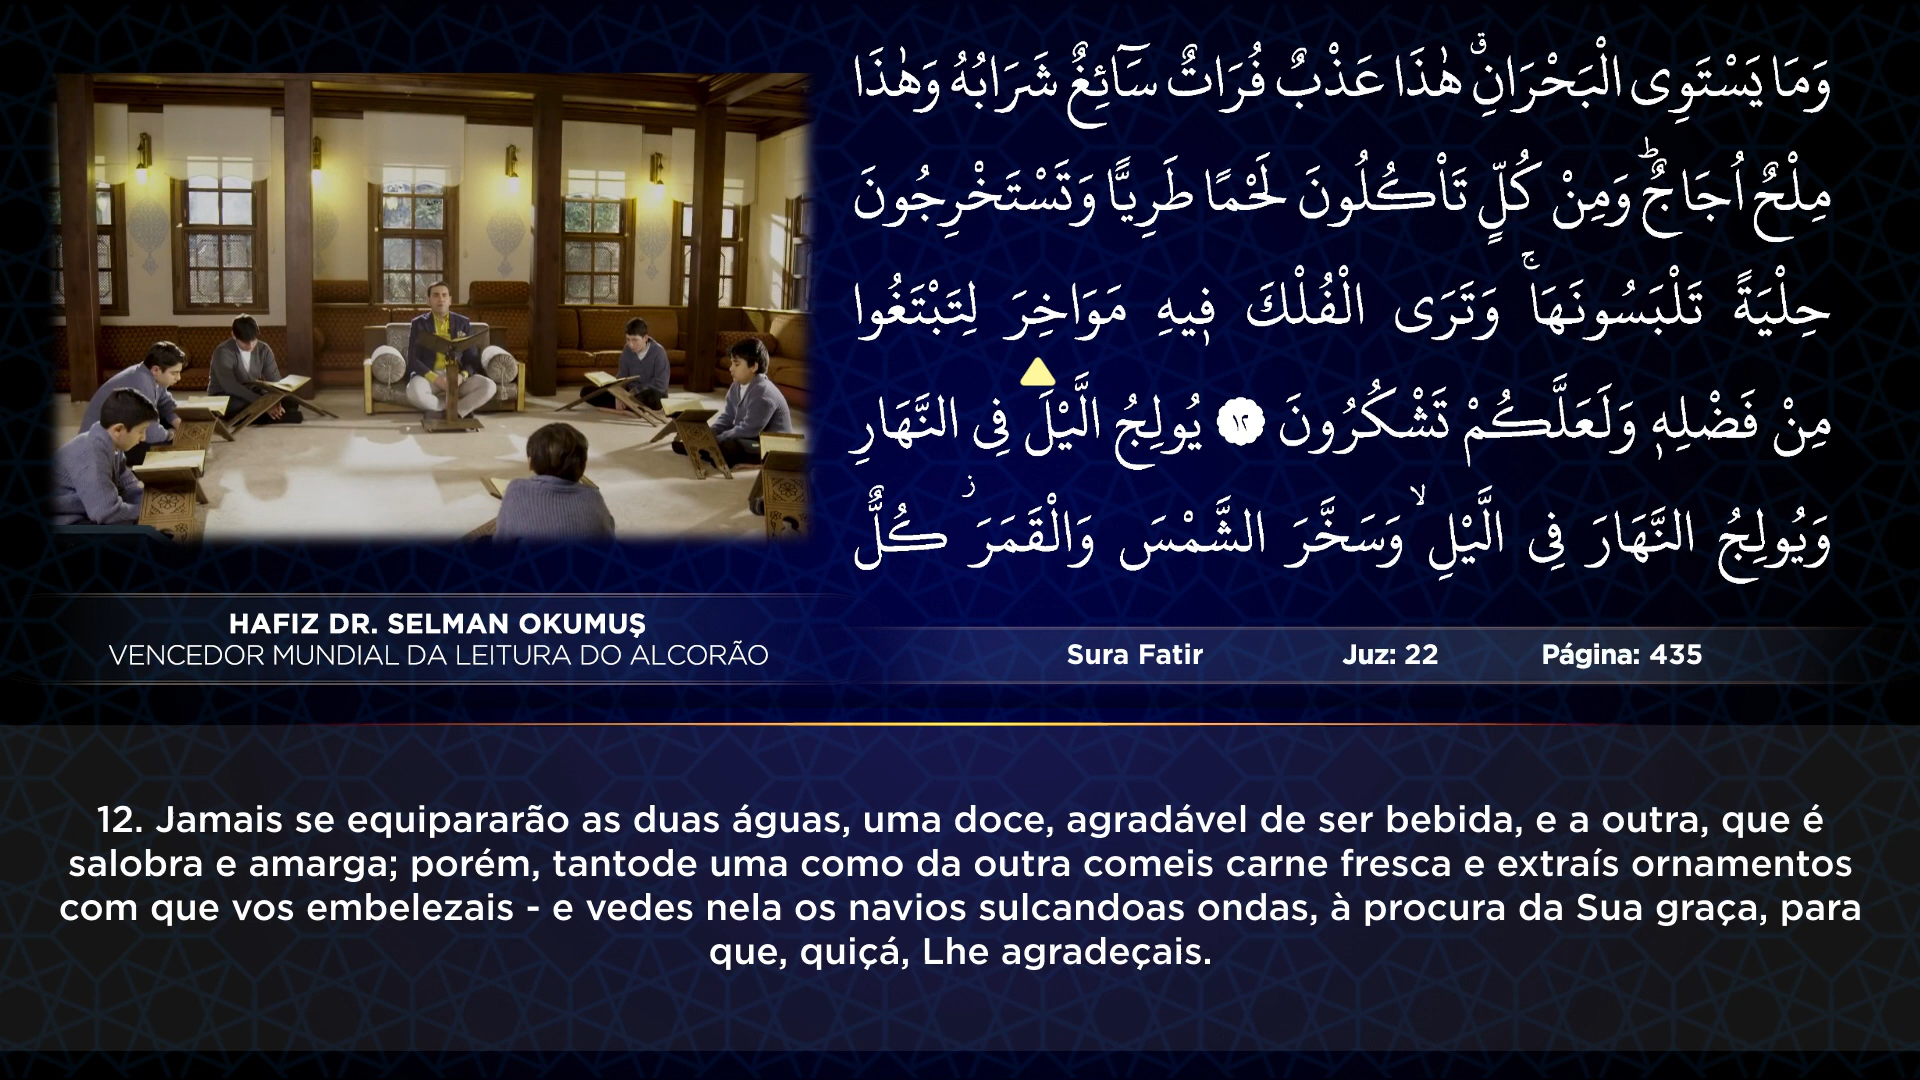 وَمَا يَسْتَوِى الْبَحْرَانِۗ هٰذَا عَذْبٌ فُرَاتٌ سَٓائِغٌ شَرَابُهُ وَهٰذَا
مِلْحٌ اُجَاجٌۜ وَمِنْ كُلٍّ تَاْكُلُونَ لَحْمًا طَرِيًّا وَتَسْتَخْرِجُونَ
حِلْيَةً تَلْبَسُونَهَاۚ وَتَرَى الْفُلْكَ ف۪يهِ مَوَاخِرَ لِتَبْتَغُوا
مِنْ فَضْلِه۪ وَلَعَلَّكُمْ تَشْكُرُونَ ١٢ يُولِجُ الَّيْلَ فِى النَّهَارِ
وَيُولِجُ النَّهَارَ فِى الَّيْلِۙ وَسَخَّرَ الشَّمْسَ وَالْقَمَرَۘ كُلٌّ
HAFIZ DR. SELMAN OKUMUŞ
VENCEDOR MUNDIAL DA LEITURA DO ALCORÃO
Sura Fatir Juz: 22 Página: 435
12. Jamais se equipararão as duas águas, uma doce, agradável de ser bebida, e a outra, que é
salobra e amarga; porém, tantode uma como da outra comeis carne fresca e extraís ornamentos
com que vos embelezais - e vedes nela os navios sulcandoas ondas, à procura da Sua graça, para
que, quiçá, Lhe agradeçais.